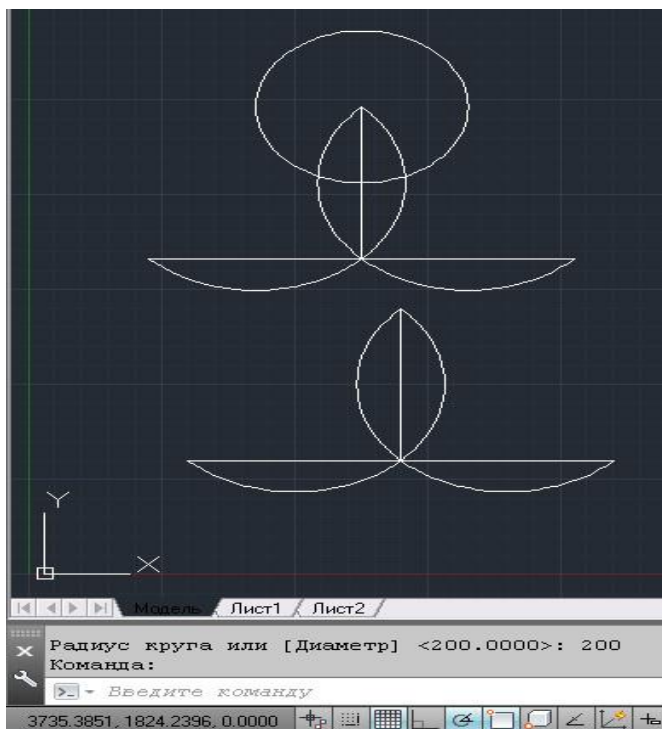 Y
X
Модель Лист1 Лист2
Радиус круга или [Диаметр] <200.0000>: 200
Команда:
Введите команду
3735.3851, 1824.2396, 0.0000